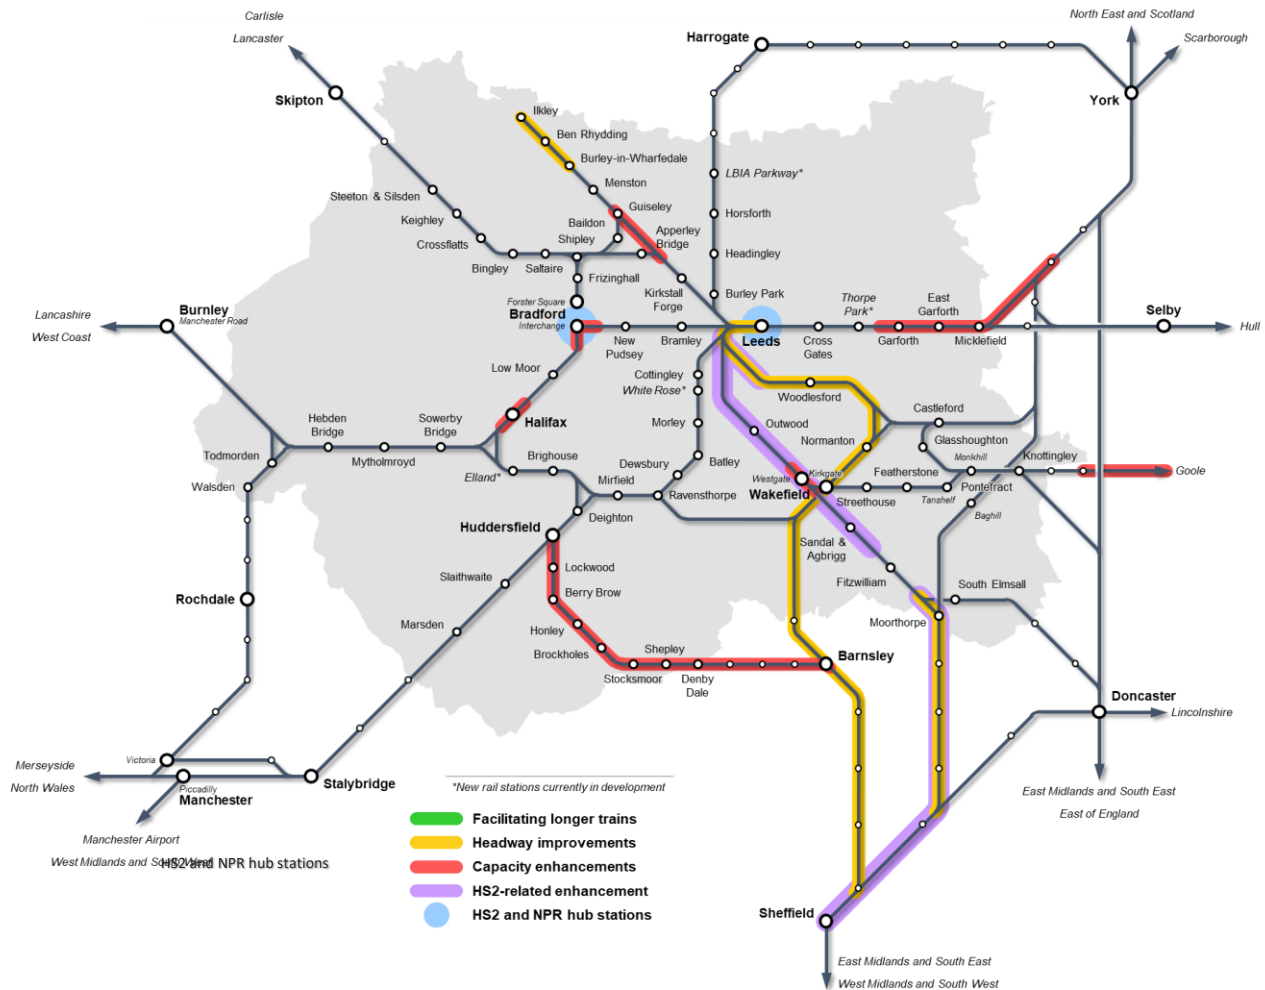 Carlisle
Lancaster
North East and Scotland
Scarborough
Harrogate
Skipton
York
Ilkley
Ben Rhydding
Burley-in-Wharfedale
LBIA Parkway*
Menston
Steeton & Silsden
Guiseley
Keighley
Baildon
Horsforth
Apperley
Bridge
Crossflatts
Shipley
Headingley
Bingley
Saltaire
Frizinghall
Kirkstall
Forge
Burley Park
Thorpe
Park*
East
Garforth
Forster Square
Bradford
Interchange
Lancashire
West Coast
Burnley
Manchester Road
Selby
Hull
New
Pudsey
Bramley
Leeds
Cross
Gates
Garforth
Micklefield
Low Moor
Cottingley
White Rose*
Woodlesford
Halifax
Hebden
Bridge
Sowerby
Bridge
Morley
Outwood
Castleford
Normanton
Glasshoughton
Todmorden
Mytholmroyd
Brighouse
Dewsbury
Batley
Monkhill
Knottingley
Walsden
Elland*
Mirfield
Ravensthorpe
Westgate
Kirkgate
Wakefield
Featherstone
Streethouse
Tanshelf
Pontefract
Baghill
Goole
Deighton
Huddersfield
Sandal &
Agbrigg
Lockwood
Slaithwaite
Fitzwilliam
South Elmsall
Berry Brow
Rochdale
Marsden
Honley
Moorthorpe
Brockholes
Shepley
Stocksmoor
Denby
Dale
Barnsley
Doncaster
Lincolnshire
Victoria
Merseyside
North Wales
Piccadilly
Manchester
Stalybridge
*New rail stations currently in development
East Midlands and South East
East of England
Manchester Airport
West Midlands and South West
HS2 and NPR hub stations
Facilitating longer trains
Headway improvements
Capacity enhancements
HS2-related enhancement
HS2 and NPR hub stations
Sheffield
East Midlands and South East
West Midlands and South West